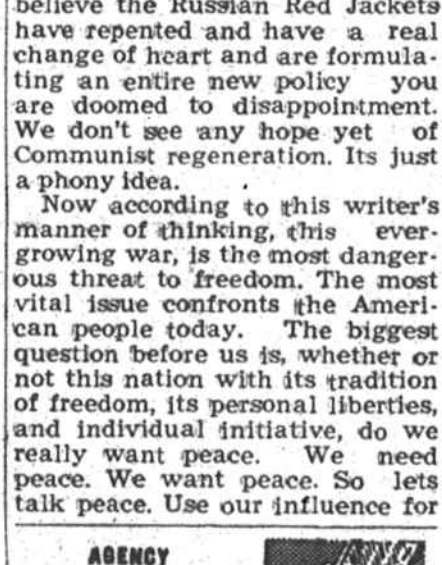 believe the Russian Red Jackets
have repented and have a real
change of heart and are formula-
ting an entire new policy you
are doomed to disappointment.
We don't see any hope yet of
Communist regeneration. Its just
a phony idea.
Now according to this writer's
manner of thinking, this ever-
growing war, is the most danger-
ous threat to freedom. The most
vital issue confronts the Ameri-
can people today. The biggest
question before us is, whether or
not this nation with its tradition
of freedom, its personal liberties,
and individual initiative, do we
really want peace. We need
peace. We want peace. So lets
talk peace. Use our influence for
AGENCY